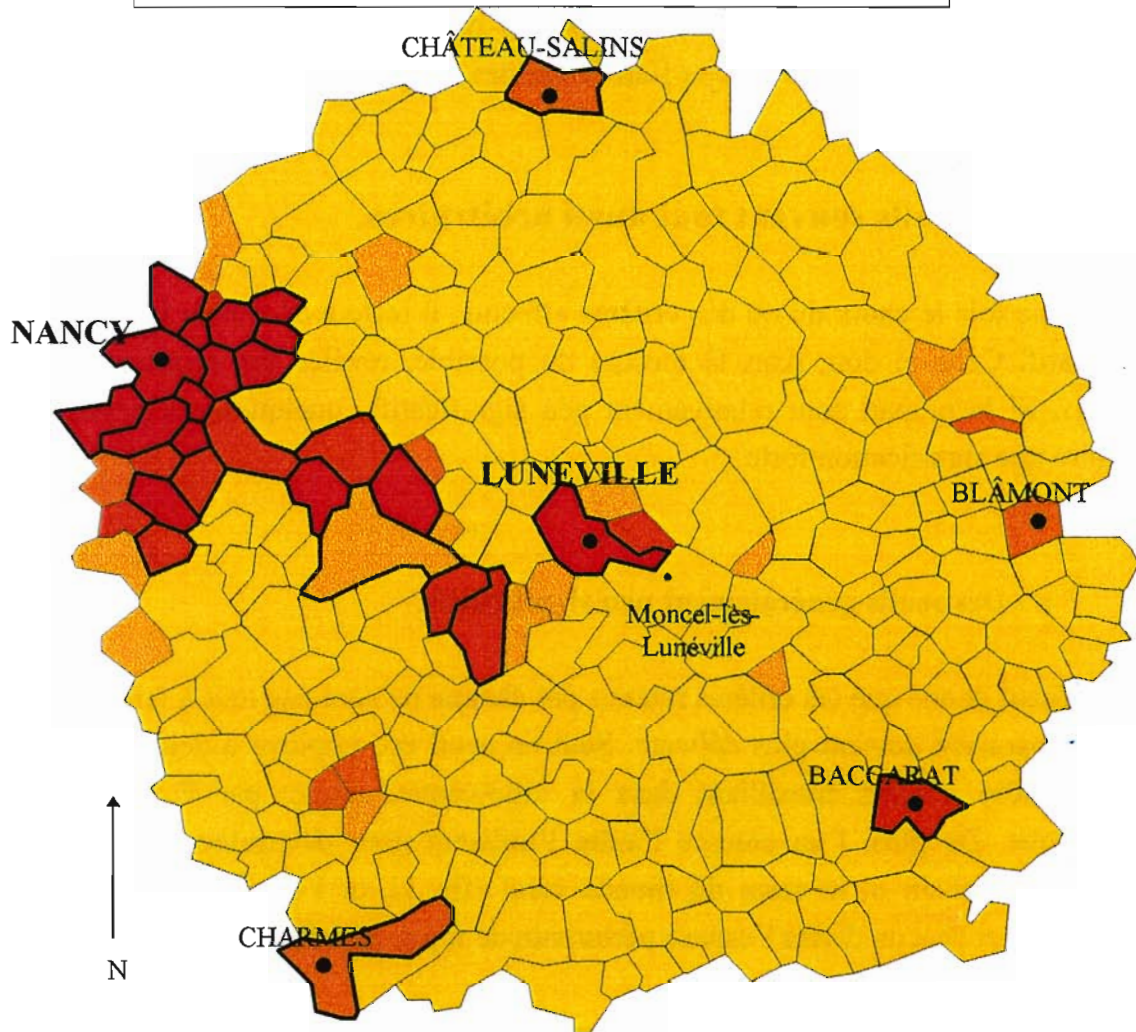 CHÂTEAU-SALINS
NANCY
LUNEVILLE
BLÂMONT
Moncel-lès-
Lunéville
BACCARAT
CHARMES
N